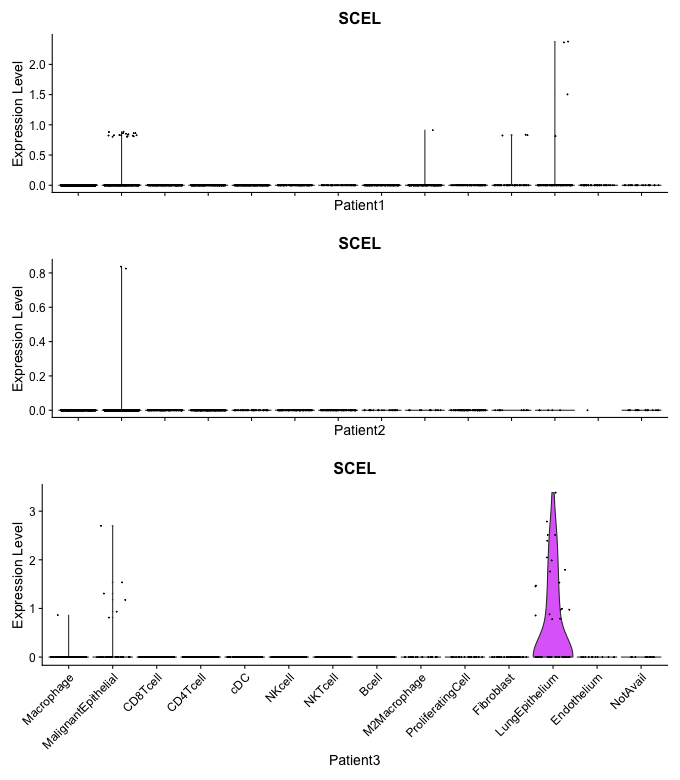 SCEL
Expression Level
2.0
1.5
1.0
0.5
0.0
Patient1
SCEL
Expression Level
0.8
0.6
0.4
0.2
0.0
Patient2
SCEL
Expression Level
3
2
1
0
Macrophage
MalignantEpithelial
CD8Tcell
CD4Tcell
cDC
NKcell
NKTcell
Bcell
M2Macrophage
ProliferatingCell
Fibroblast
LungEpithelium
Endothelium
NotAvail
Patient3